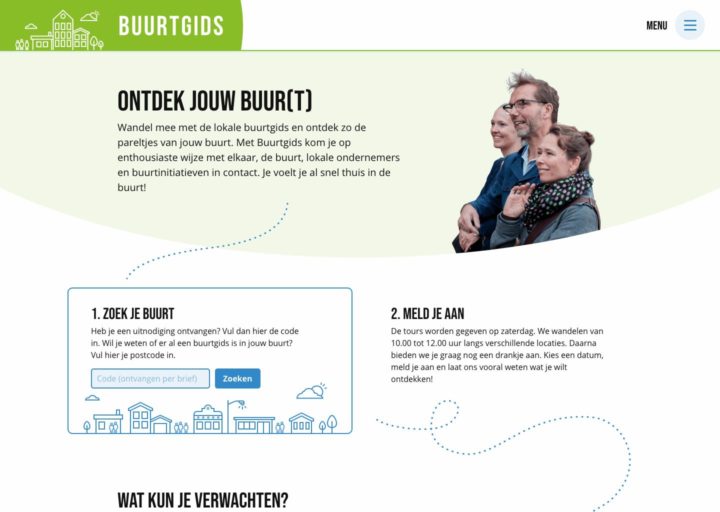 BUURTGIDS
MENU
ONTDEK JOUW BUUR(T)
Wandel mee met de lokale buurtgids en ontdek zo de
pareltjes van jouw buurt. Met Buurtgids kom je op
enthousiaste wijze met elkaar, de buurt, lokale ondernemers
en buurtinitiatieven in contact. Je voelt je al snel thuis in de
buurt!
1. ZOEK JE BUURT
Heb je een uitnodiging ontvangen? Vul dan hier de code
in. Wil je weten of er al een buurtgids is in jouw buurt?
Vul hier je postcode in.
Code (ontvangen per brief)
Zoeken
2. MELD JE AAN
De tours worden gegeven op zaterdag. We wandelen van
10.00 tot 12.00 uur langs verschillende locaties. Daarna
bieden we je graag nog een drankje aan. Kies een datum,
meld je aan en laat ons vooral weten wat je wilt
ontdekken!
WAT KUN JE VERWACHTEN?